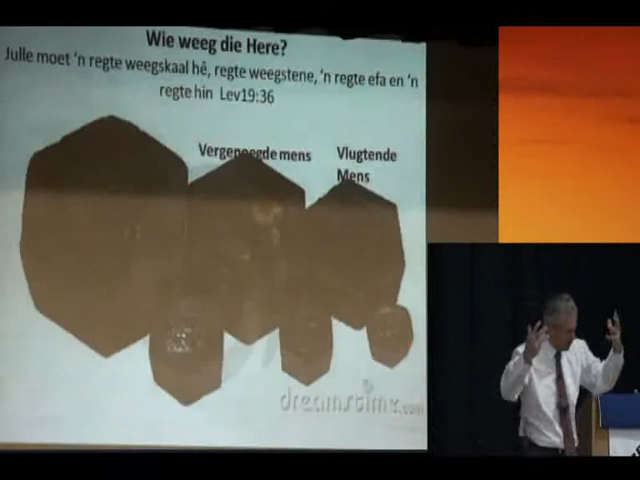 Wie weeg die Here?
Julle moet 'n regte weegskaal hê, regte weegstene, 'n regte efa en 'n
regte hin Lev19:36
Vergenoegde mens
Vlugtende
Mens
dreamstime.com